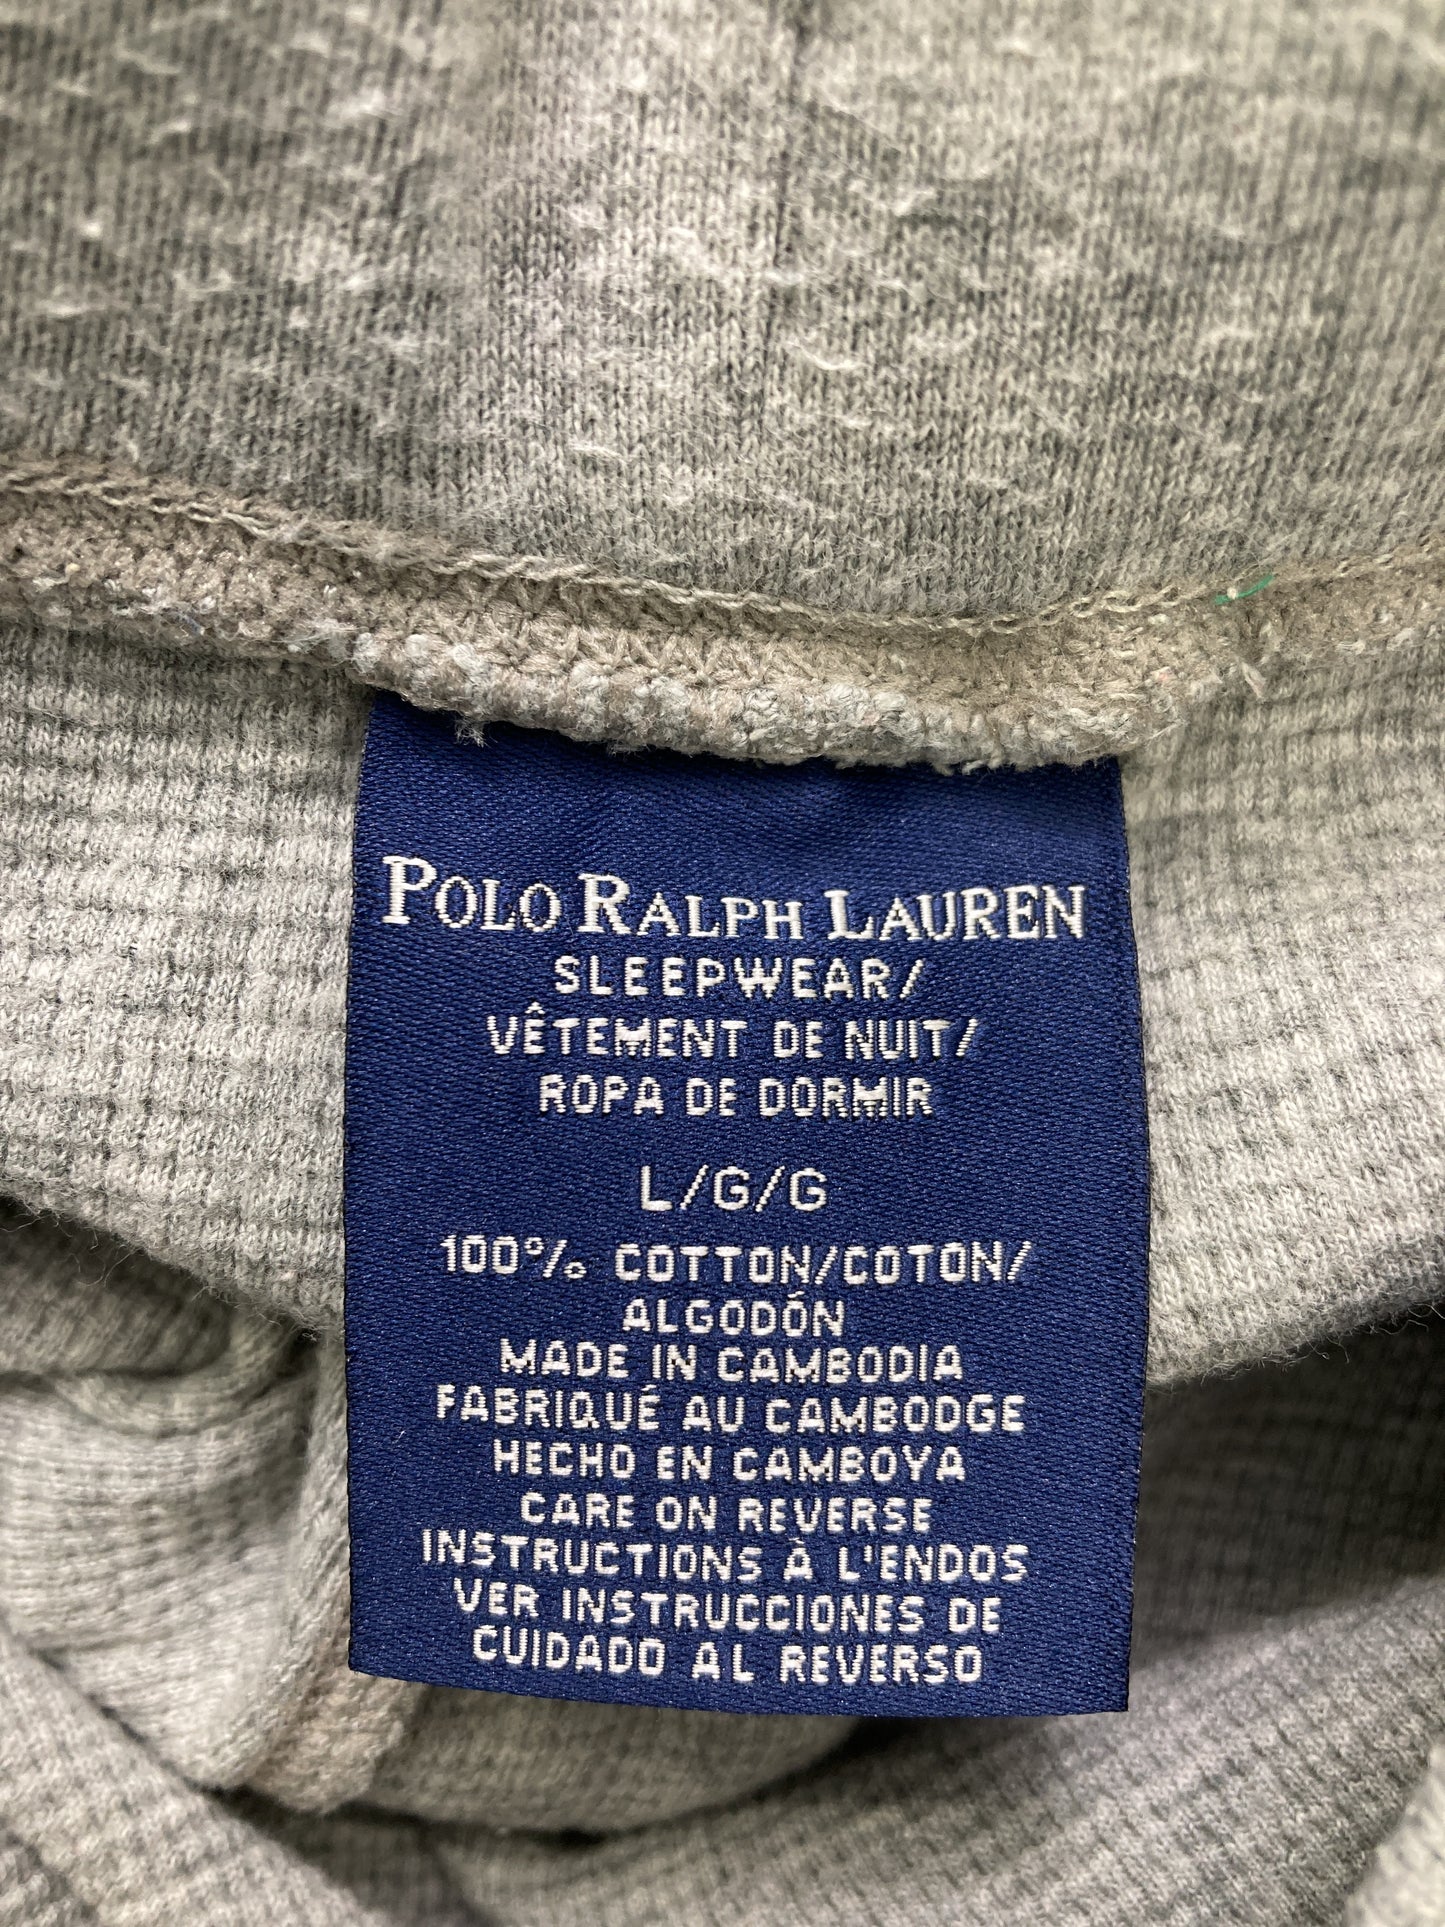 POLO RALPH LAUREN
SLEEPWEAR/
VÊTEMENT DE NUIT/
ROPA DE DORMIR
L/G/G
100% COTTON/COTON/
ALGODÓN
MADE IN CAMBODIA
FABRIQUÉ AU CAMBODGE
HECHO EN CAMBOYA
CARE ON REVERSE
INSTRUCTIONS À L'ENDOS
VER INSTRUCCIONES DE
CUIDADO AL REVERSO